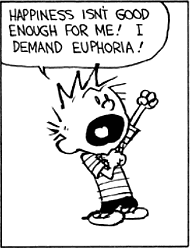 HAPPINESS ISN'T GOOD
ENOUGH FOR ME! I
DEMAND EUPHORIA!